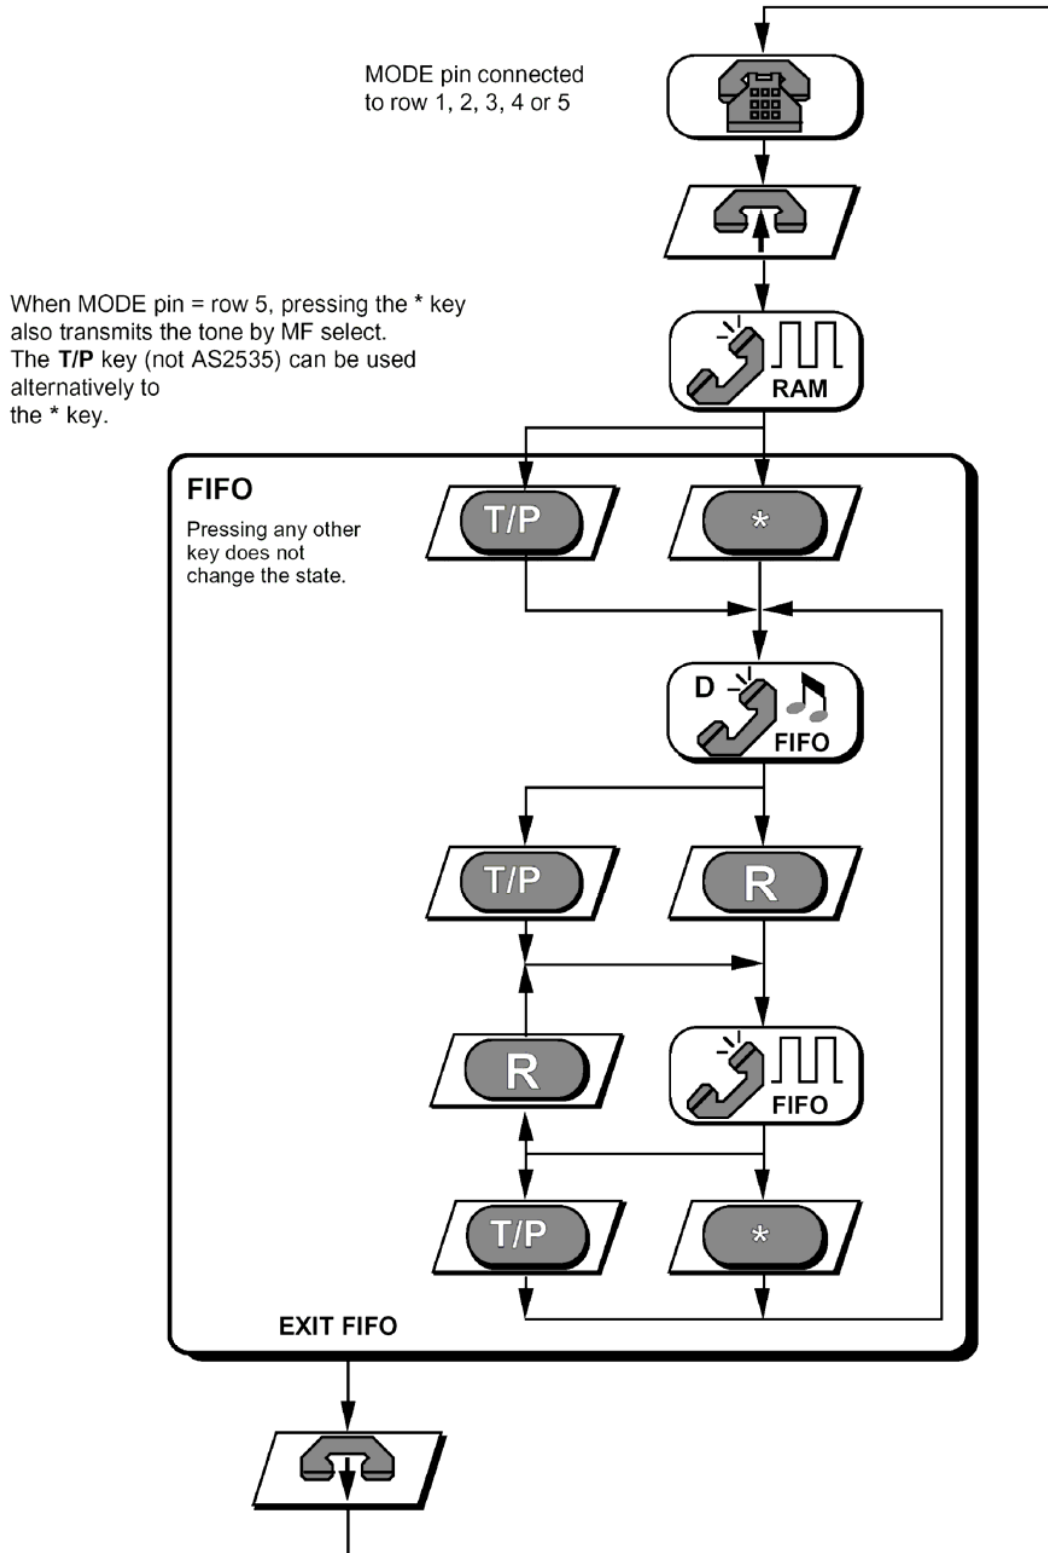 MODE pin connected
to row 1, 2, 3, 4 or 5
When MODE pin = row 5, pressing the * key
also transmits the tone by MF select.
The T/P key (not AS2535) can be used
alternatively to
the * key.
RAM
FIFO
Pressing any other
key does not
change the state.
T/P
*
D
FIFO
T/P
R
R
FIFO
T/P
*
EXIT FIFO